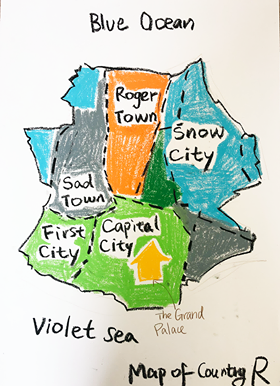 Blue Ocean
Roger
Town
Snow
City
Sad
Town
First
City
Capital
City
The Grand
Palace
Violet Sea
Map of Country R